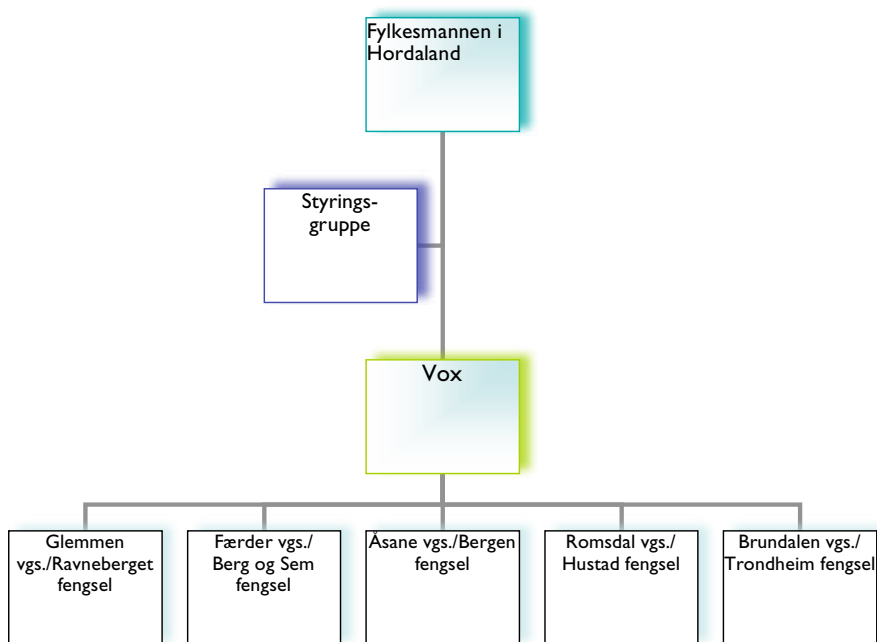 Fylkesmannen i
Hordaland
Styrings-
gruppe
Vox
Glemmen
vgs./Ravneberget
fengsel
Færder vgs./
Berg og Sem
fengsel
Åsane vgs./Bergen
fengsel
Romsdal vgs./
Hustad fengsel
Brundalen vgs./
Trondheim fengsel